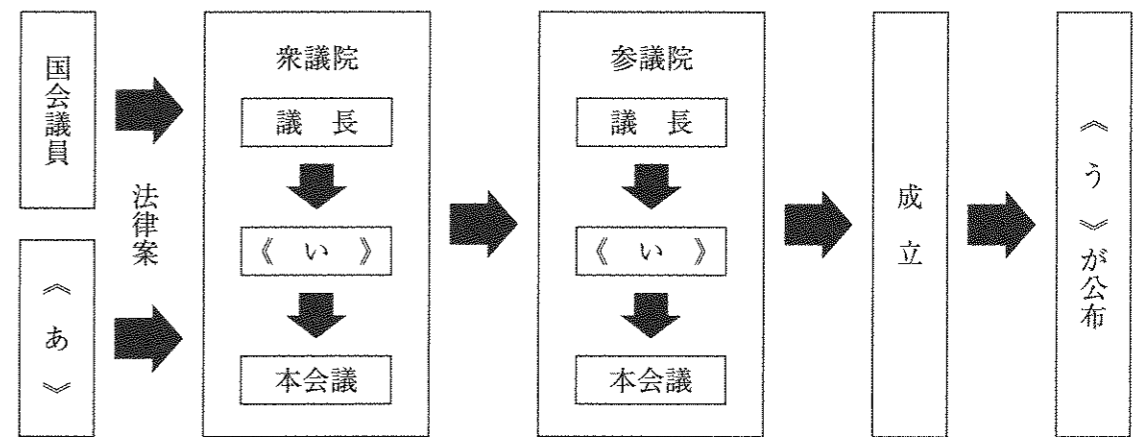 国会議員
《あ》
法律案
衆議院
議長
《い》
本会議
参議院
議長
《い》
本会議
成立
《う》が公布